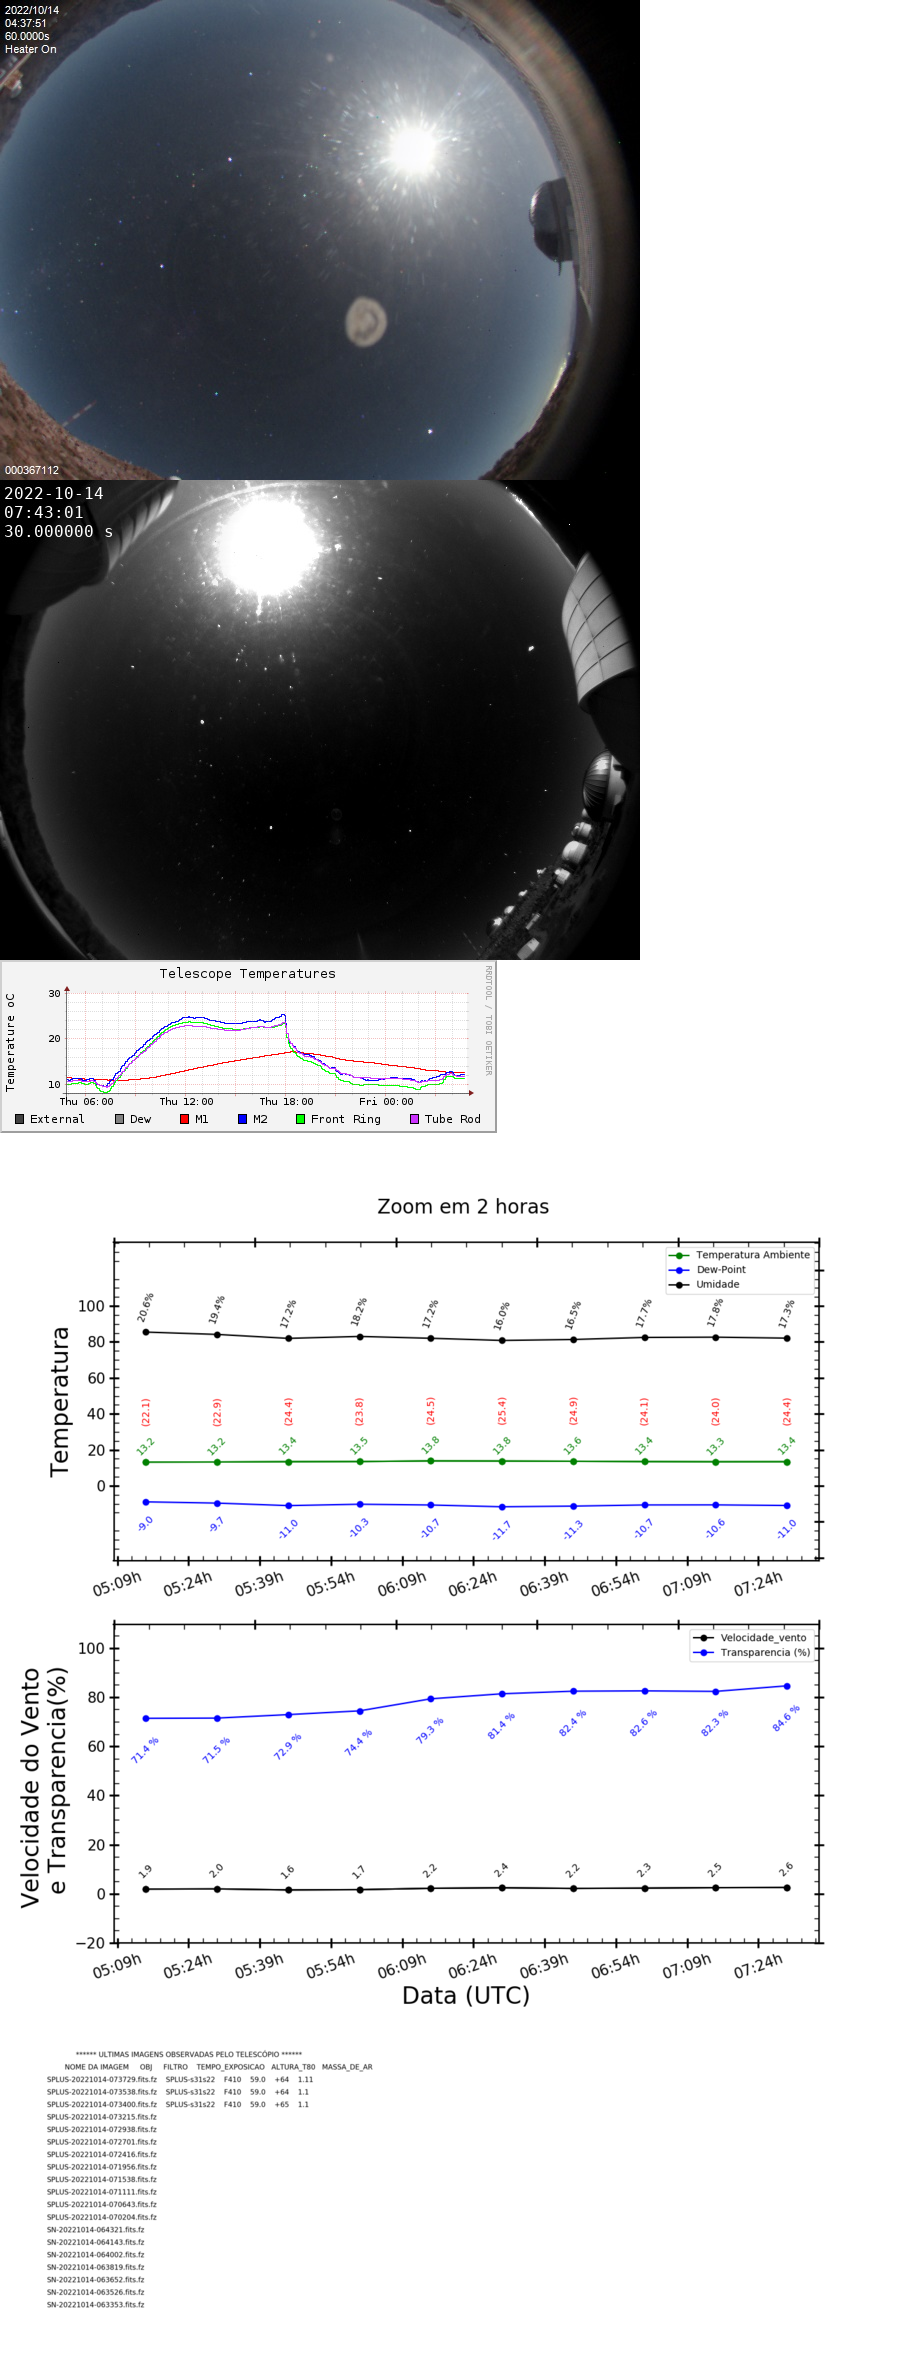 2022/10/14
04:37:51
60.0000s
Heater On
000367112
2022-10-14
07:43:01
30.000000 s
Telescope Temperatures
RRDTOOL / TOBI OETIKER
Temperature oC
30
20
10
Thu 06:00 Thu 12:00 Thu 18:00 Fri 00:00
External Dew M1 M2 Front Ring Tube Rod
Zoom em 2 horas
Temperatura Ambiente
Dew-Point
Umidade
Temperatura
100
80
60
40
20
0
20.6% 19.4% 17.2% 18.2% 17.2% 16.0% 16.5% 17.7% 17.8% 17.3%
(22.1) (22.9) (24.4) (23.8) (24.5) (25.4) (24.9) (24.1) (24.0) (24.4)
13.2 13.2 13.4 13.5 13.8 13.8 13.6 13.4 13.3 13.4
-9.0 -9.7 -11.0 -10.3 -10.7 -11.7 -11.3 -10.7 -10.6 -11.0
05:09h 05:24h 05:39h 05:54h 06:09h 06:24h 06:39h 06:54h 07:09h 07:24h
Velocidade_vento
Transparencia (%)
Velocidade do Vento
e Transparencia(%)
100
80
60
40
20
0
−20
71.4 % 71.5 % 72.9 % 74.4 % 79.3 % 81.4 % 82.4 % 82.6 % 82.3 % 84.6 %
1.9 2.0 1.6 1.7 2.2 2.4 2.2 2.3 2.5 2.6
05:09h 05:24h 05:39h 05:54h 06:09h 06:24h 06:39h 06:54h 07:09h 07:24h
Data (UTC)
****** ULTIMAS IMAGENS OBSERVADAS PELO TELESCÓPIO ******
NOME DA IMAGEM OBJ FILTRO TEMPO_EXPOSICAO ALTURA_T80 MASSA_DE_AR
SPLUS-20221014-073729.fits.fz SPLUS-s31s22 F410 59.0 +64 1.11
SPLUS-20221014-073538.fits.fz SPLUS-s31s22 F410 59.0 +64 1.1
SPLUS-20221014-073400.fits.fz SPLUS-s31s22 F410 59.0 +65 1.1
SPLUS-20221014-073215.fits.fz
SPLUS-20221014-072938.fits.fz
SPLUS-20221014-072701.fits.fz
SPLUS-20221014-072416.fits.fz
SPLUS-20221014-071956.fits.fz
SPLUS-20221014-071538.fits.fz
SPLUS-20221014-071111.fits.fz
SPLUS-20221014-070643.fits.fz
SPLUS-20221014-070204.fits.fz
SN-20221014-064321.fits.fz
SN-20221014-064143.fits.fz
SN-20221014-064002.fits.fz
SN-20221014-063819.fits.fz
SN-20221014-063652.fits.fz
SN-20221014-063526.fits.fz
SN-20221014-063353.fits.fz